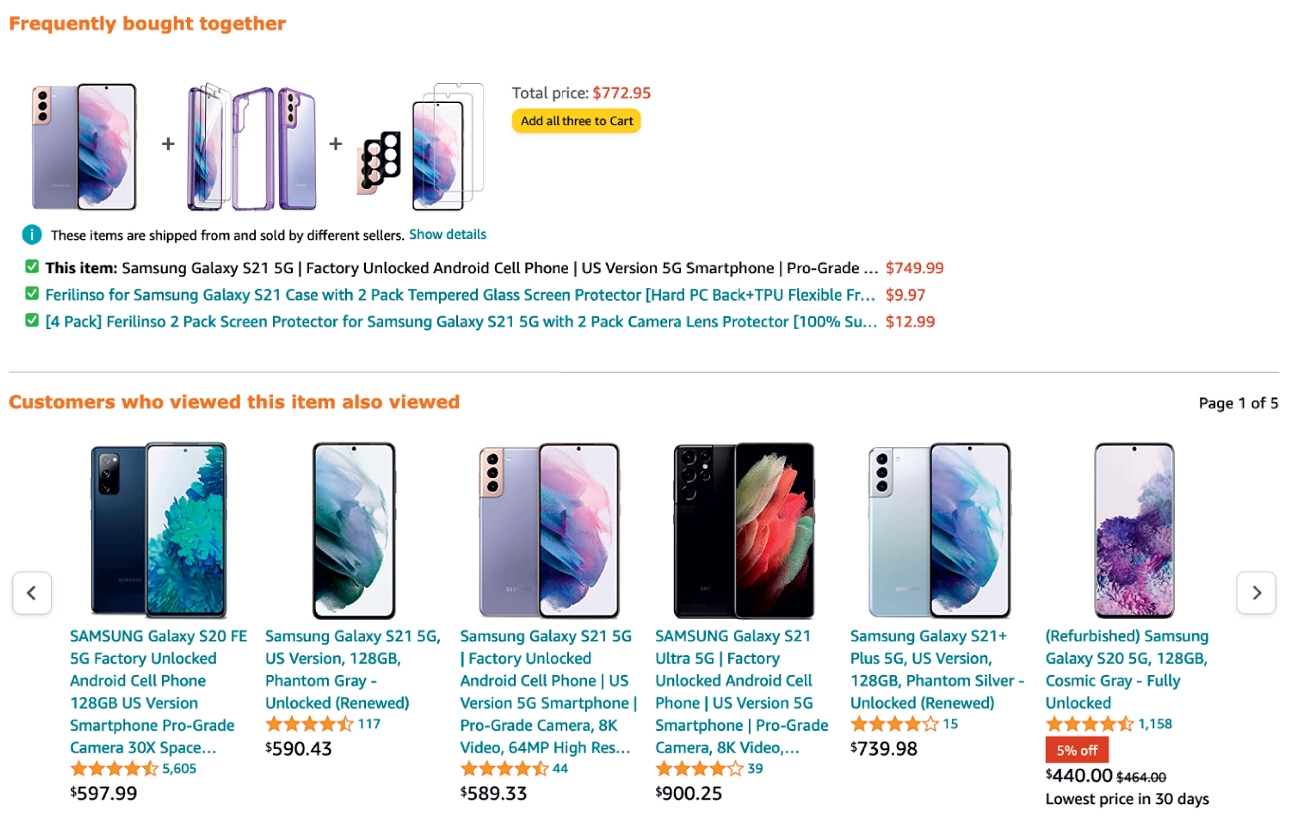 Frequently bought together
Total price: $772.95
Add all three to Cart
These items are shipped from and sold by different sellers. Show details
This item: Samsung Galaxy S21 5G | Factory Unlocked Android Cell Phone | US Version 5G Smartphone | Pro-Grade ... $749.99
Ferilinso for Samsung Galaxy S21 Case with 2 Pack Tempered Glass Screen Protector [Hard PC Back+TPU Flexible Fr... $9.97
[4 Pack] Ferilinso 2 Pack Screen Protector for Samsung Galaxy S21 5G with 2 Pack Camera Lens Protector [100% Su... $12.99
Customers who viewed this item also viewed
Page 1 of 5
SAMSUNG Galaxy S20 FE
5G Factory Unlocked
Android Cell Phone
128GB US Version
Smartphone Pro-Grade
Camera 30X Space...
5,605
$597.99
Samsung Galaxy S21 5G,
US Version, 128GB,
Phantom Gray -
Unlocked (Renewed)
117
$590.43
Samsung Galaxy S21 5G
| Factory Unlocked
Android Cell Phone | US
Version 5G Smartphone |
Pro-Grade Camera, 8K
Video, 64MP High Res...
44
$589.33
SAMSUNG Galaxy S21
Ultra 5G | Factory
Unlocked Android Cell
Phone | US Version 5G
Smartphone | Pro-Grade
Camera, 8K Video,...
39
$900.25
Samsung Galaxy S21+
Plus 5G, US Version,
128GB, Phantom Silver -
Unlocked (Renewed)
15
$739.98
(Refurbished) Samsung
Galaxy S20 5G, 128GB,
Cosmic Gray - Fully
Unlocked
1,158
5% off
$440.00 $464.00
Lowest price in 30 days